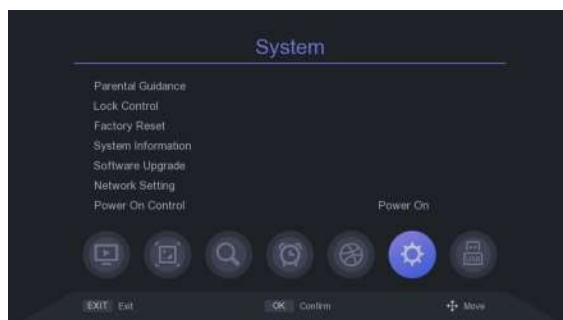 System
Parental Guidance
Lock Control
Factory Reset
System Information
Software Upgrade
Network Setting
Power On Control Power On
USB
EXIT Exit OK Confirm Move